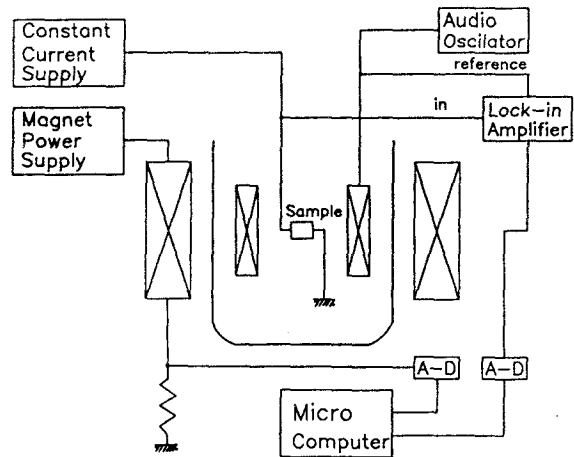 Constant
Current
Supply
Audio
Oscilator
reference
in
Lock-in
Amplifier
Magnet
Power
Supply
Sample
A-D
A-D
Micro
Computer